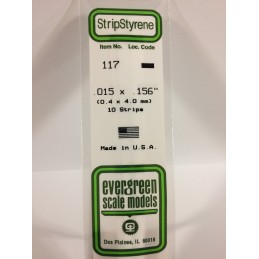 StripStyrene
Item No. Loc. Code
117
.015 x .156"
(0.4 x 4.0 mm)
10 Strips
Made in U.S.A.
evergreen
scale models
Des Plaines, IL 60018